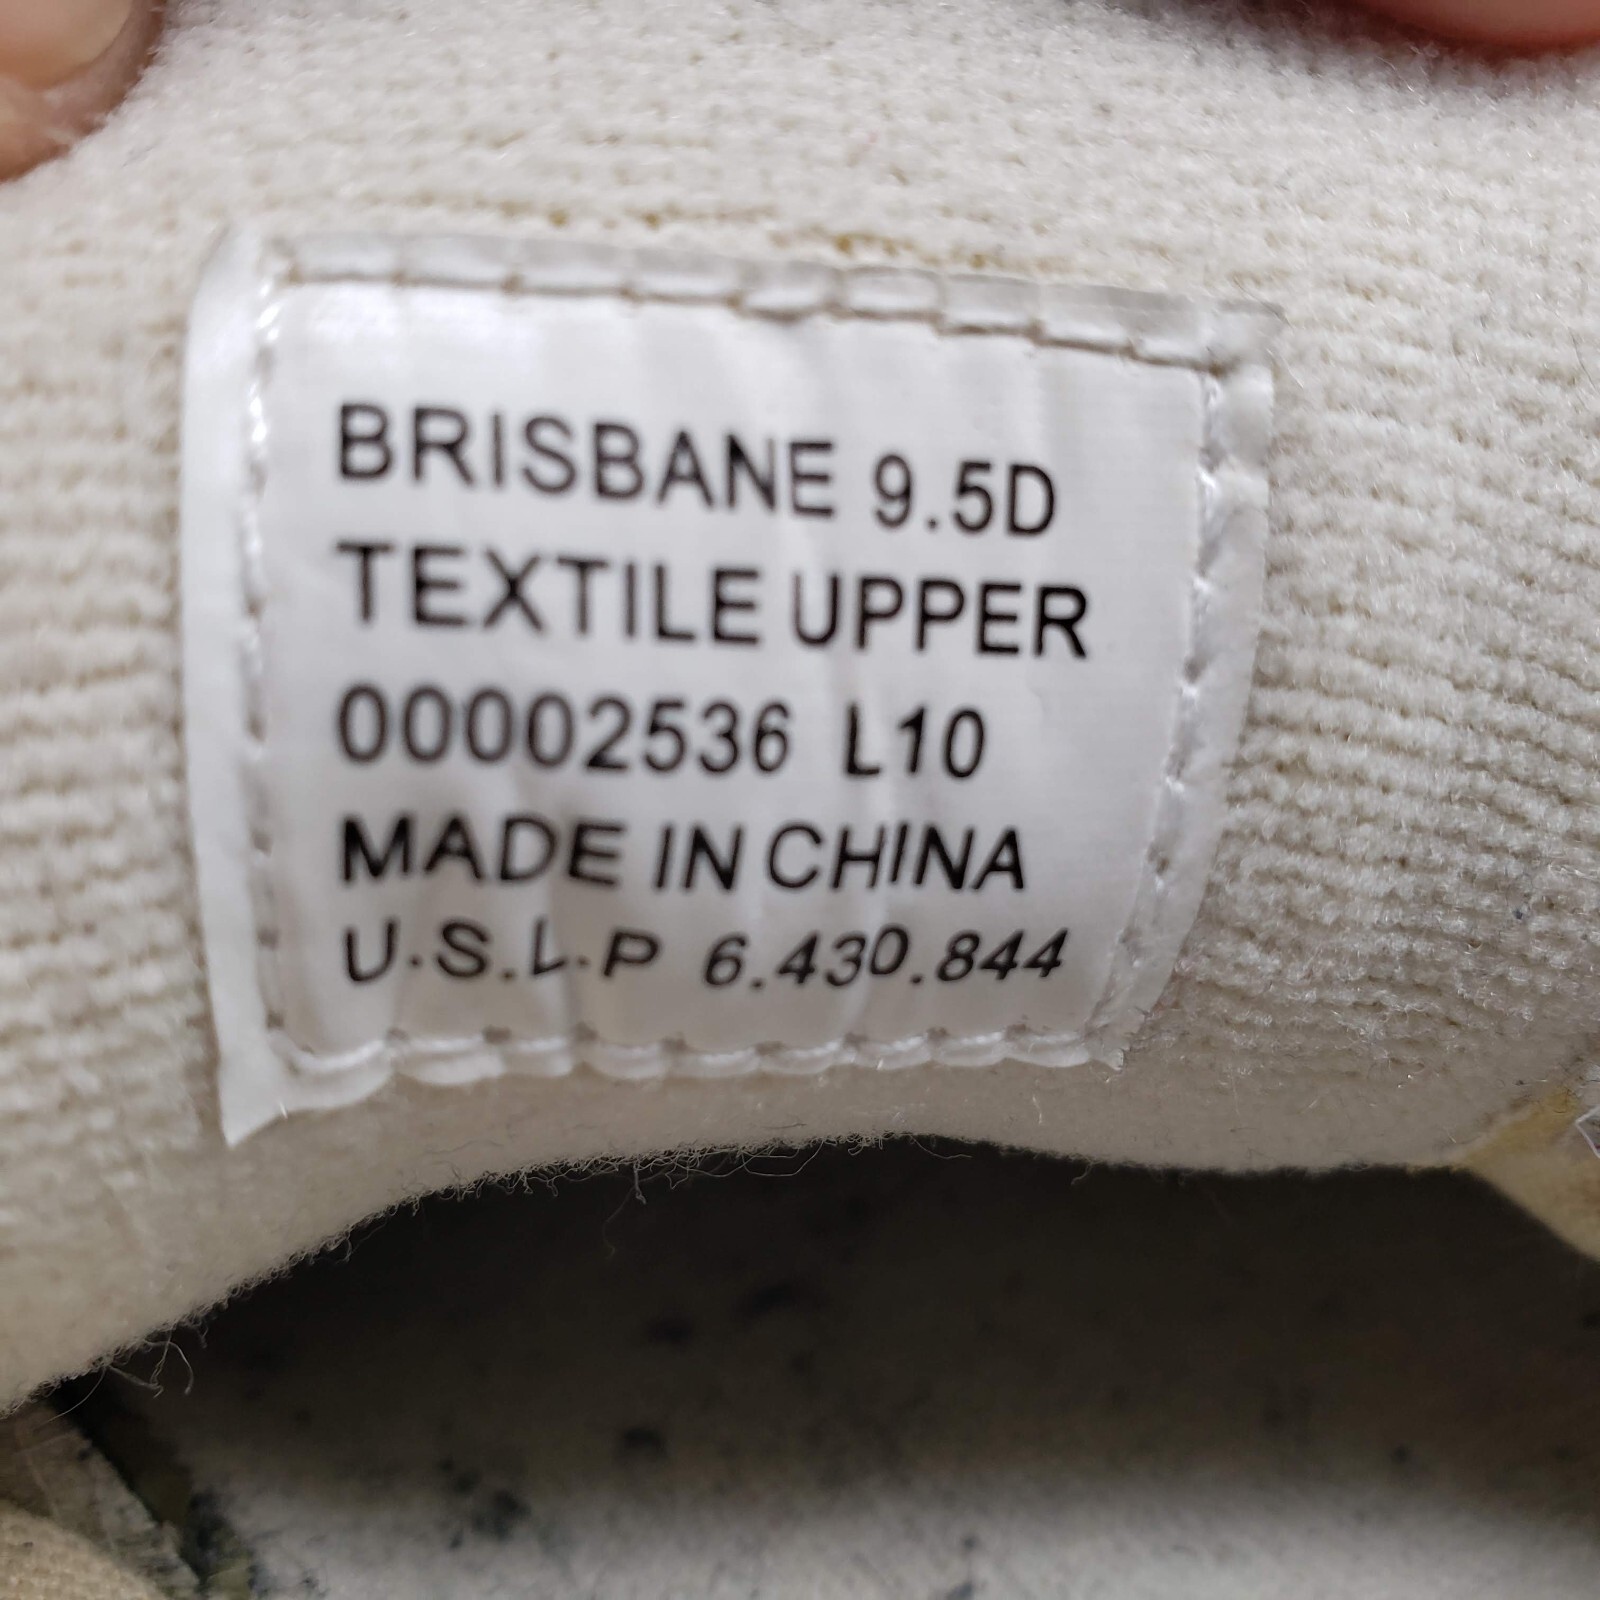 BRISBANE 9.5D
TEXTILE UPPER
00002536 L10
MADE IN CHINA
U.S.L.P 6.430.844